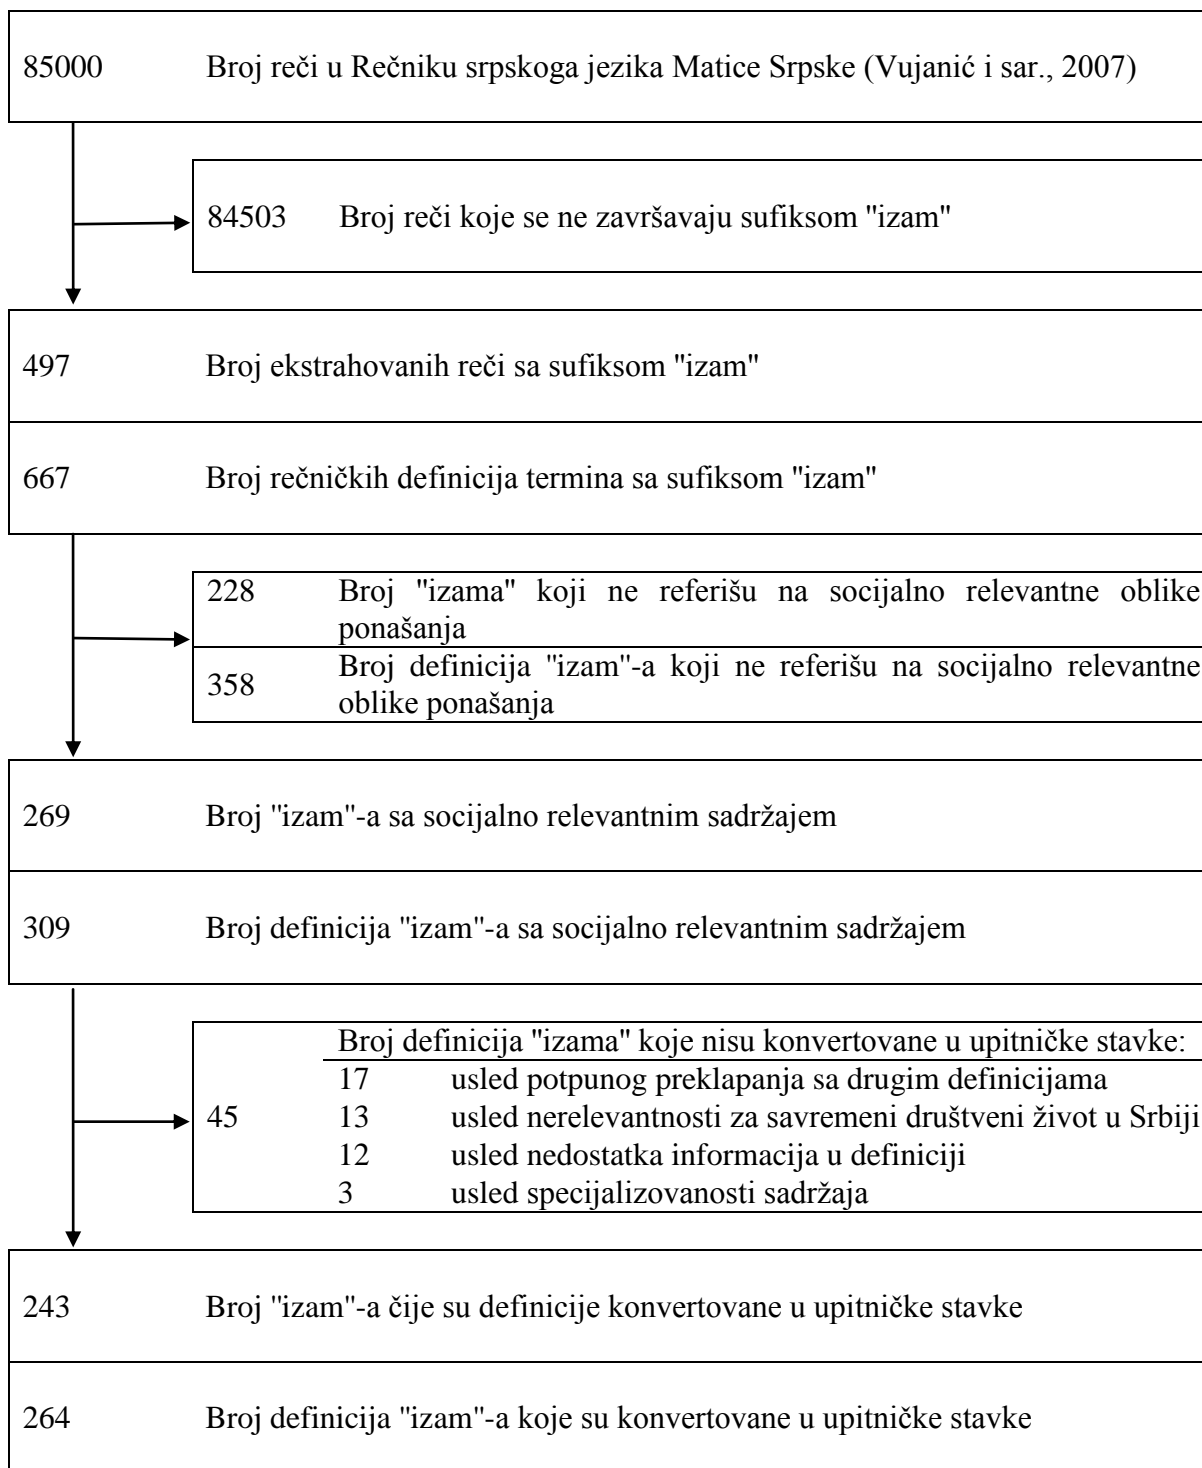 85000 Broj reči u Rečniku srpskoga jezika Matice Srpske (Vujanić i sar., 2007)
84503 Broj reči koje se ne završavaju sufiksom "izam"
497 Broj ekstrahovanih reči sa sufiksom "izam"
667 Broj rečničkih definicija termina sa sufiksom "izam"
228 Broj "izama" koji ne referišu na socijalno relevantne oblike
ponašanja
358 Broj definicija "izam"-a koji ne referišu na socijalno relevantne
oblike ponašanja
269 Broj "izam"-a sa socijalno relevantnim sadržajem
309 Broj definicija "izam"-a sa socijalno relevantnim sadržajem
Broj definicija "izama" koje nisu konvertovane u upitničke stavke:
17 usled potpunog preklapanja sa drugim definicijama
45 13 usled nerelevantnosti za savremeni društveni život u Srbiji
12 usled nedostatka informacija u definiciji
3 usled specijalizovanosti sadržaja
243 Broj "izam"-a čije su definicije konvertovane u upitničke stavke
264 Broj definicija "izam"-a koje su konvertovane u upitničke stavke